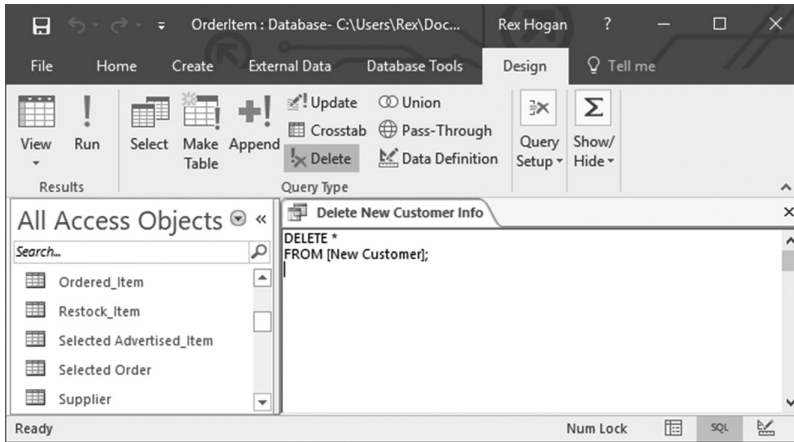 OrderItem : Database- C:\Users\Rex\Doc... Rex Hogan ?
File Home Create External Data Database Tools Design Tell me
View Run Select Make Table Append
Update Union
Crosstab Pass-Through
Delete Data Definition
Query Setup Show/Hide
Results Query Type
All Access Objects «
Search...
Ordered_Item
Restock_Item
Selected Advertised_Item
Selected Order
Supplier
Delete New Customer Info
DELETE *
FROM [New Customer];
Ready Num Lock SQL